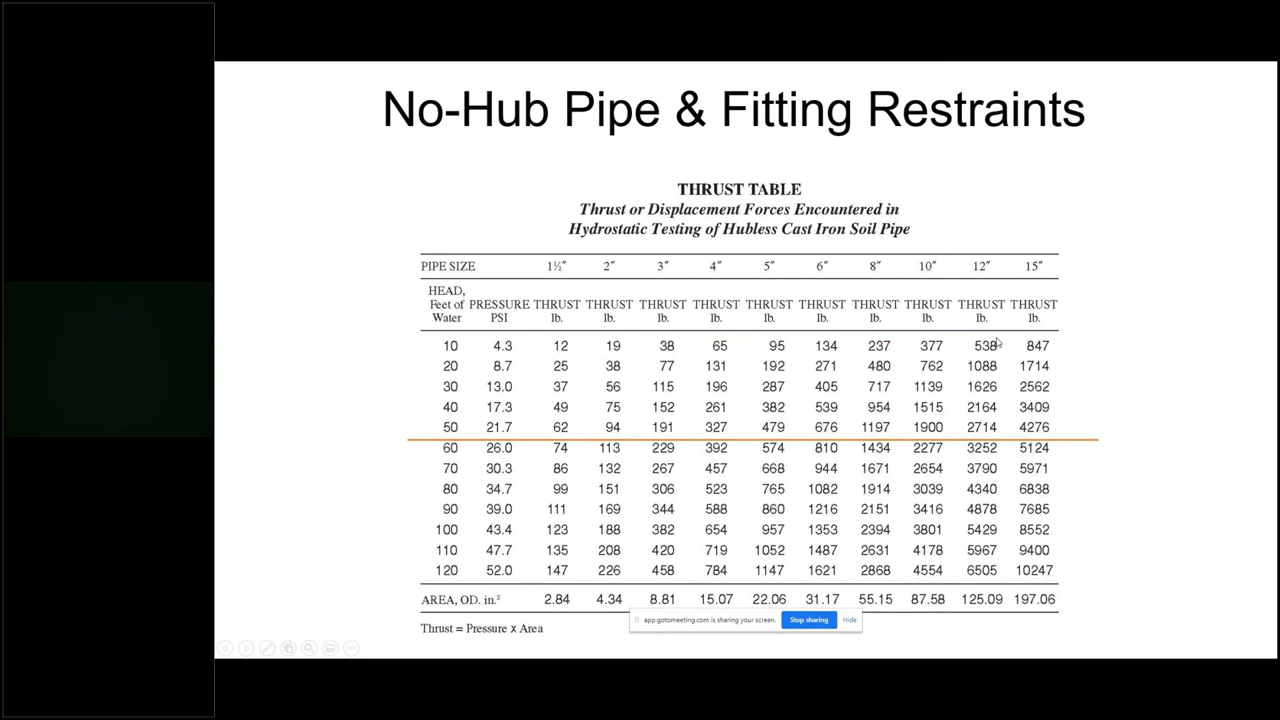 No-Hub Pipe & Fitting Restraints
THRUST TABLE
Thrust or Displacement Forces Encountered in
Hydrostatic Testing of Hubless Cast Iron Soil Pipe
PIPE SIZE 1½″ 2″ 3″ 4″ 5″ 6″ 8″ 10″ 12″ 15″
HEAD,
Feet of PRESSURE THRUST THRUST THRUST THRUST THRUST THRUST THRUST THRUST THRUST THRUST
Water PSI lb. lb. lb. lb. lb. lb. lb. lb. lb. lb.
10 4.3 12 19 38 65 95 134 237 377 538 847
20 8.7 25 38 77 131 192 271 480 762 1088 1714
30 13.0 37 56 115 196 287 405 717 1139 1626 2562
40 17.3 49 75 152 261 382 539 954 1515 2164 3409
50 21.7 62 94 191 327 479 676 1197 1900 2714 4276
60 26.0 74 113 229 392 574 810 1434 2277 3252 5124
70 30.3 86 132 267 457 668 944 1671 2654 3790 5971
80 34.7 99 151 306 523 765 1082 1914 3039 4340 6838
90 39.0 111 169 344 588 860 1216 2151 3416 4878 7685
100 43.4 123 188 382 654 957 1353 2394 3801 5429 8552
110 47.7 135 208 420 719 1052 1487 2631 4178 5967 9400
120 52.0 147 226 458 784 1147 1621 2868 4554 6505 10247
AREA, OD. in.² 2.84 4.34 8.81 15.07 22.06 31.17 55.15 87.58 125.09 197.06
app.gotomeeting.com is sharing your screen. Stop sharing Hide
Thrust = Pressure X Area